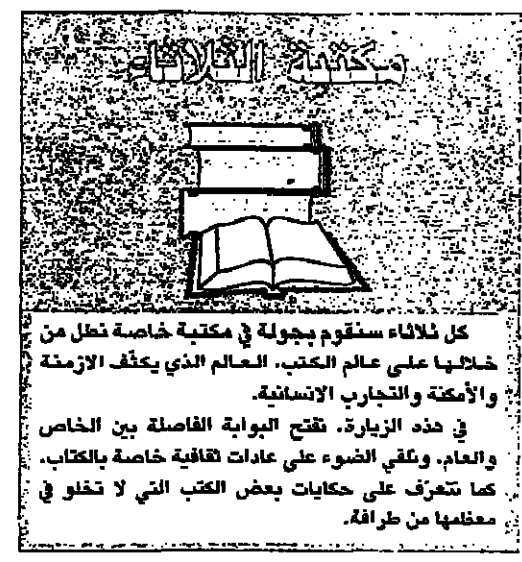 مكتبة الثلاثاء
كل ثلاثاء سنقوم بجولة في مكتبة خاصة نطل من
خلالها على عالم الكتب، العالم الذي يكثّف الازمنة
والأمكنة والتجارب الانسانية.
في هذه الزيارة، نفتح البوابة الفاصلة بين الخاص
والعام، ونلقي الضوء على عادات ثقافية خاصة بالكتاب،
كما نتعرّف على حكايات بعض الكتب التي لا تخلو في
معظمها من طرافة.